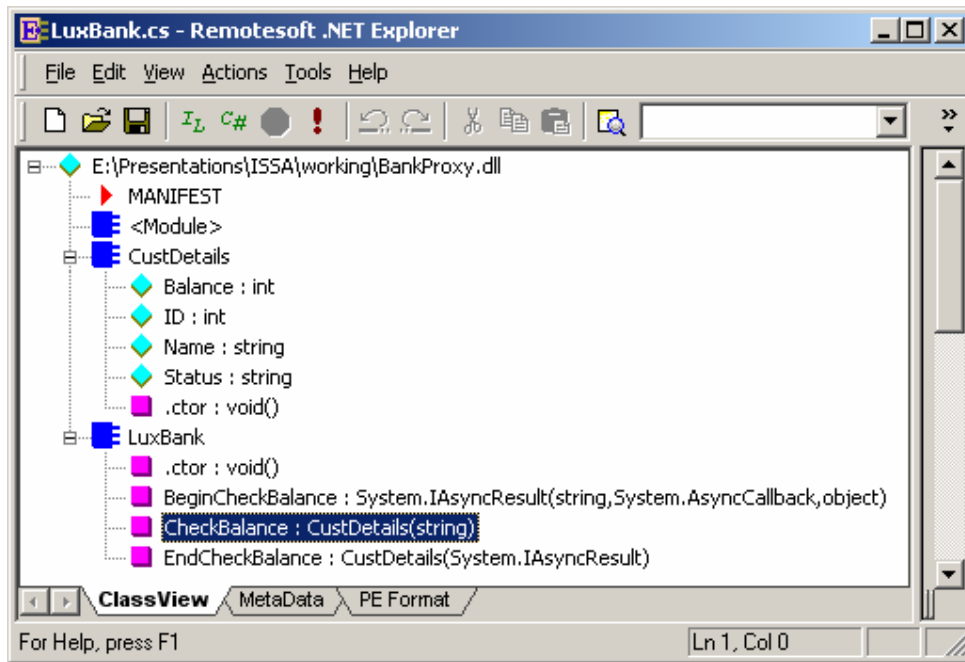 LuxBank.cs - Remotesoft .NET Explorer
File Edit View Actions Tools Help
IL C# !
E:\Presentations\ISSA\working\BankProxy.dll
MANIFEST
<Module>
CustDetails
Balance : int
ID : int
Name : string
Status : string
.ctor : void()
LuxBank
.ctor : void()
BeginCheckBalance : System.IAsyncResult(string,System.AsyncCallback,object)
CheckBalance : CustDetails(string)
EndCheckBalance : CustDetails(System.IAsyncResult)
ClassView MetaData PE Format
For Help, press F1 Ln 1, Col 0